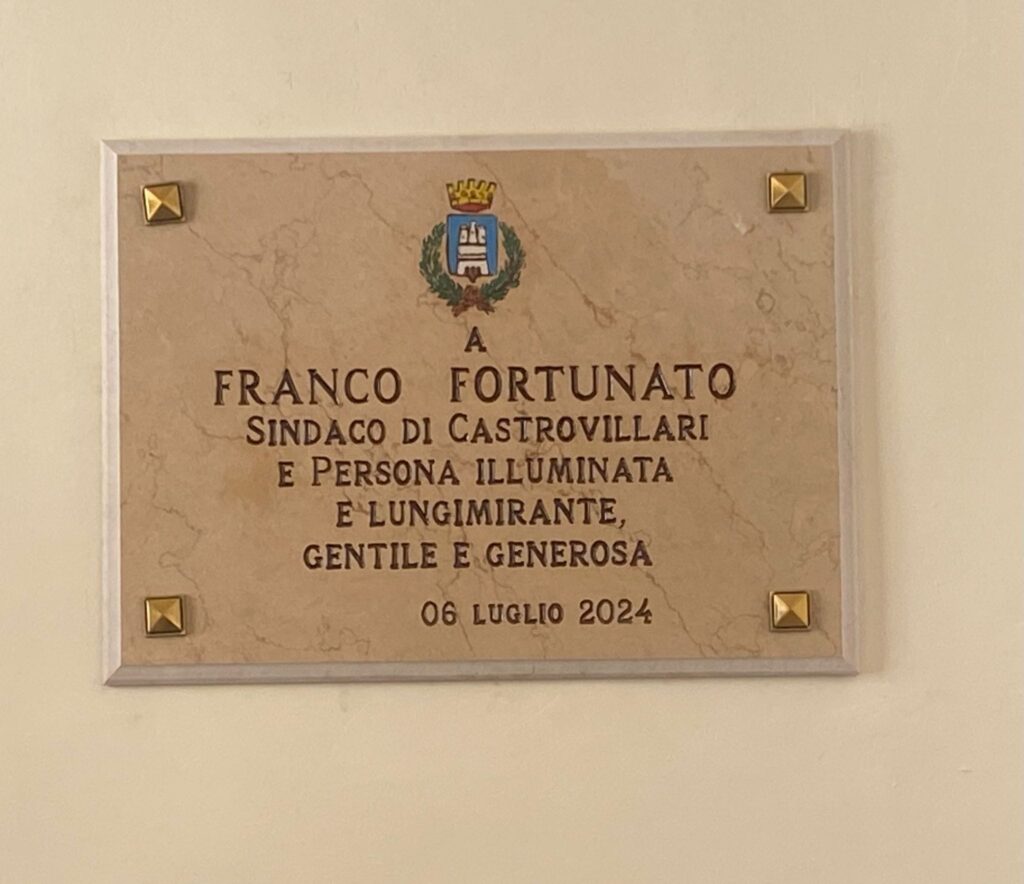 A
FRANCO FORTUNATO
SINDACO DI CASTROVILLARI
E PERSONA ILLUMINATA
E LUNGIMIRANTE,
GENTILE E GENEROSA
06 LUGLIO 2024